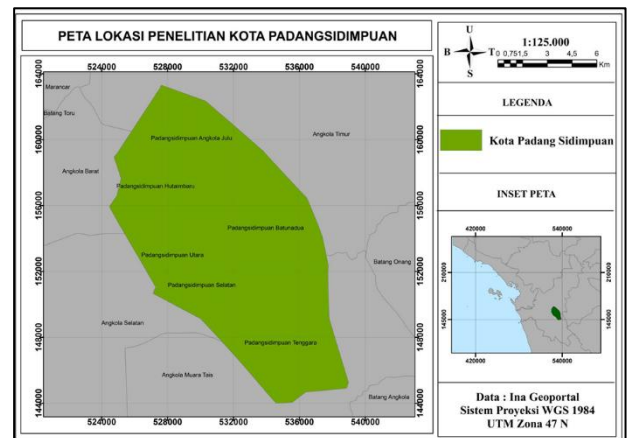 PETA LOKASI PENELITIAN KOTA PADANGSIDIMPUAN
524000 528000 532000 536000 540000
164000
160000
156000
152000
148000
144000
Marancar
Batang Toru
Padangsidimpuan Angkola Julu
Angkola Timur
Angkola Barat
Padangsidimpuan Hutaimbaru
Padangsidimpuan Batunadua
Padangsidimpuan Utara
Batang Onang
Padangsidimpuan Selatan
Angkola Selatan
Padangsidimpuan Tenggara
Angkola Muara Tais
Batang Angkola
164000
160000
156000
152000
148000
144000
524000 528000 532000 536000 540000
U
B T
S
1:125.000
0 0,75 1,5 3 4,5 6
Km
LEGENDA
Kota Padang Sidimpuan
INSET PETA
420000 540000
210000
145000
210000
145000
420000 540000
Data : Ina Geoportal
Sistem Proyeksi WGS 1984
UTM Zona 47 N